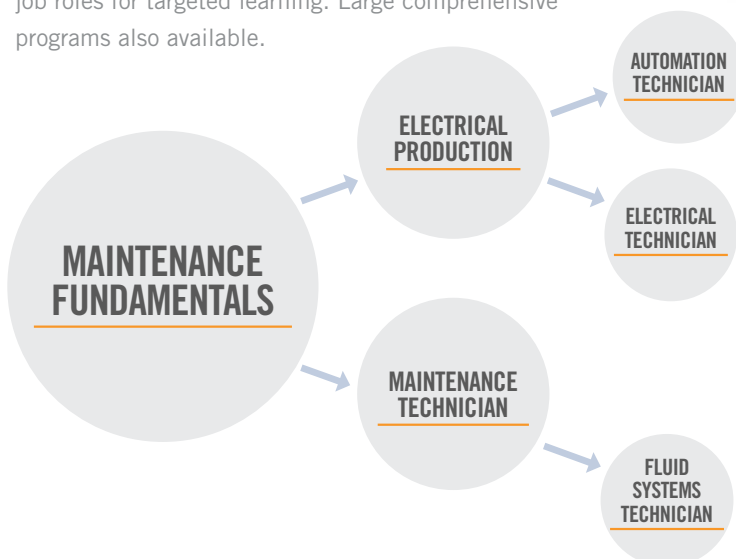 job roles for targeted learning. Large comprehensive
programs also available.
AUTOMATION
TECHNICIAN
ELECTRICAL
PRODUCTION
ELECTRICAL
TECHNICIAN
MAINTENANCE
FUNDAMENTALS
MAINTENANCE
TECHNICIAN
FLUID
SYSTEMS
TECHNICIAN